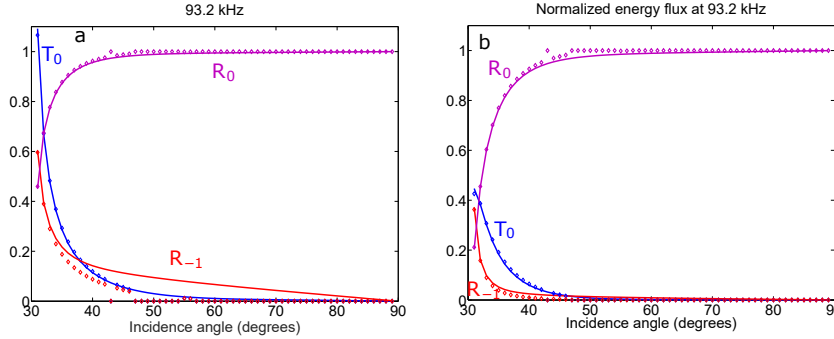 93.2 kHz
a
T0
R0
R−1
1
0.8
0.6
0.4
0.2
0
30 40 50 60 70 80 90
Incidence angle (degrees)
Normalized energy flux at 93.2 kHz
b
R0
T0
R−1
1
0.8
0.6
0.4
0.2
0
30 40 50 60 70 80 90
Incidence angle (degrees)